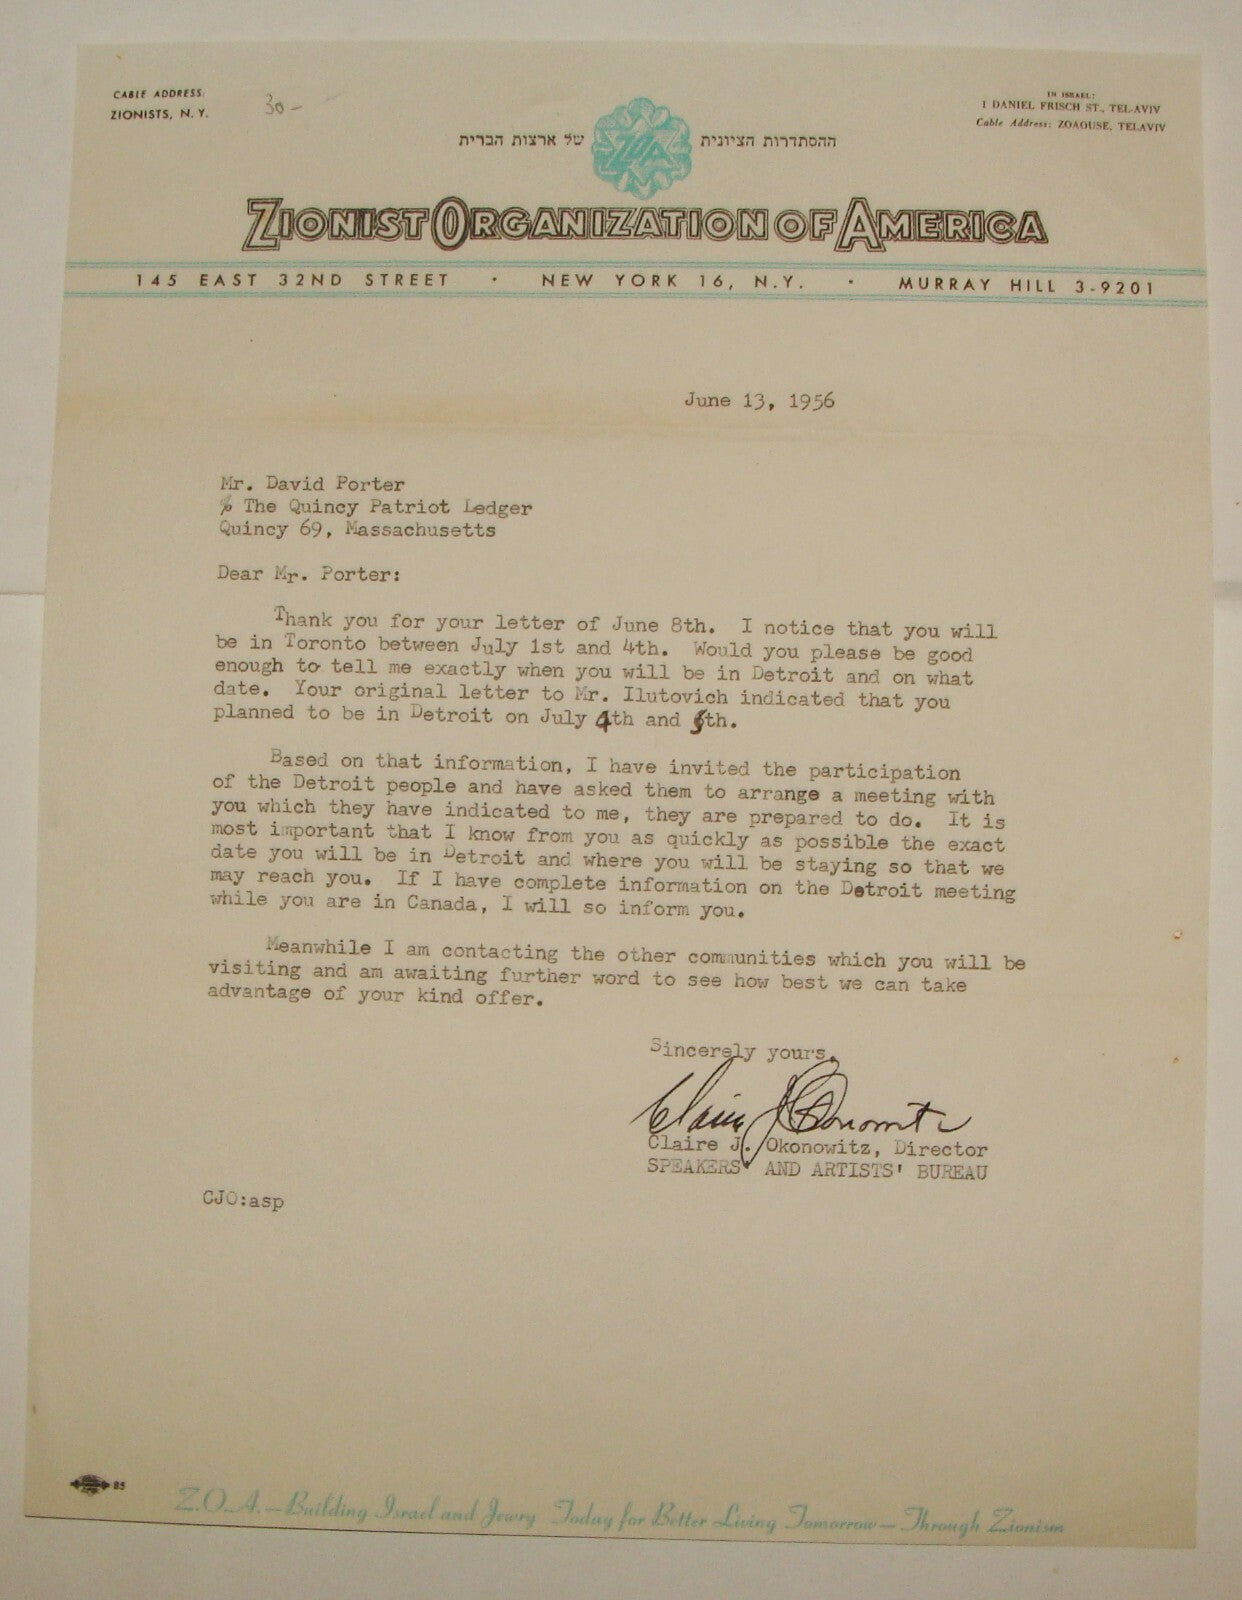 CABLE ADDRESS:
ZIONISTS, N. Y.
30-
IN ISRAEL:
1 DANIEL FRISCH ST., TEL-AVIV
Cable Address: ZOAOUSE, TELAVIV
ההסתדרות הציונית
ZOA
של ארצות הברית
ZIONIST ORGANIZATION OF AMERICA
145 EAST 32ND STREET · NEW YORK 16, N.Y. · MURRAY HILL 3-9201
June 13, 1956
Mr. David Porter
% The Quincy Patriot Ledger
Quincy 69, Massachusetts
Dear Mr. Porter:
Thank you for your letter of June 8th. I notice that you will
be in Toronto between July 1st and 4th. Would you please be good
enough to tell me exactly when you will be in Detroit and on what
date. Your original letter to Mr. Ilutovich indicated that you
planned to be in Detroit on July 4th and 5th.
Based on that information, I have invited the participation
of the Detroit people and have asked them to arrange a meeting with
you which they have indicated to me, they are prepared to do. It is
most important that I know from you as quickly as possible the exact
date you will be in Detroit and where you will be staying so that we
may reach you. If I have complete information on the Detroit meeting
while you are in Canada, I will so inform you.
Meanwhile I am contacting the other communities which you will be
visiting and am awaiting further word to see how best we can take
advantage of your kind offer.
Sincerely yours,
Claire J. Okonowitz
Claire J. Okonowitz, Director
SPEAKERS' AND ARTISTS' BUREAU
CJO:asp
85
Z.O.A.—Building Israel and Jewry Today for Better Living Tomorrow—Through Zionism